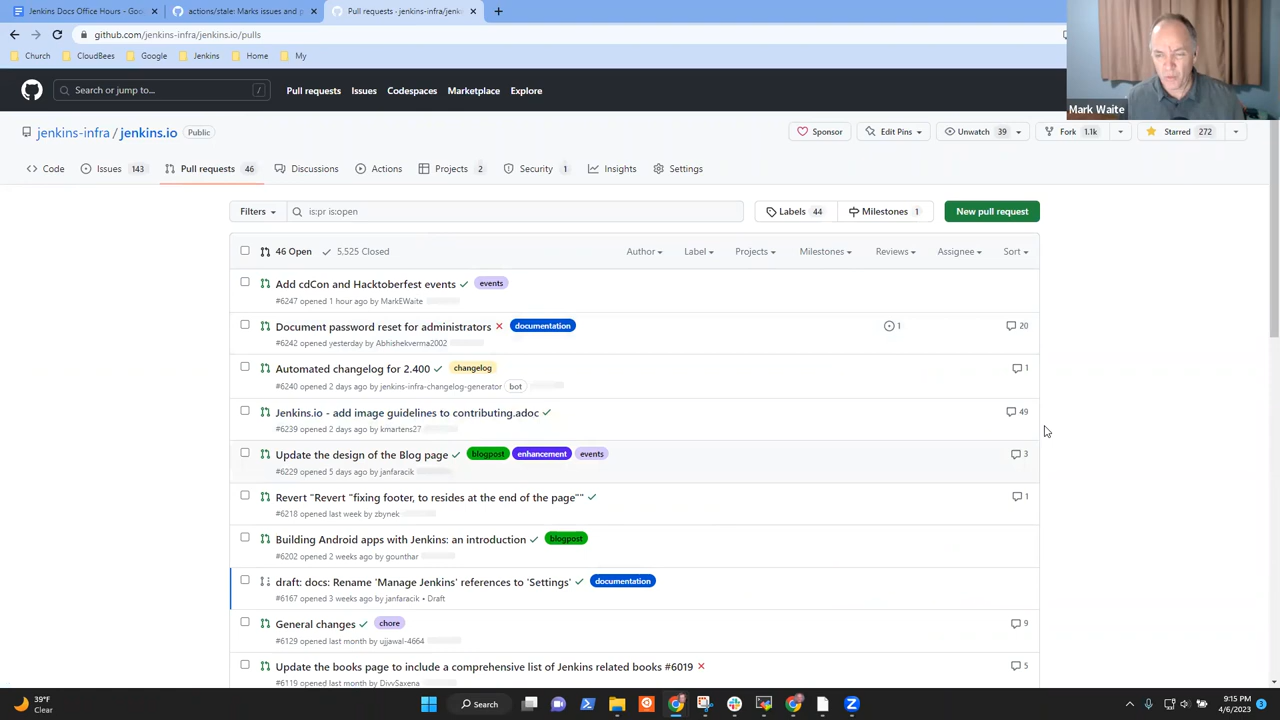 Jenkins Docs Office Hours - G
actions/stale: Marks issues and p
Pull requests - jenkins-infra/jenk
github.com/jenkins-infra/jenkins.io/pulls
Church
CloudBees
Google
Jenkins
Home
My
Mark Waite
Search or jump to...
/
Pull requests
Issues
Codespaces
Marketplace
Explore
jenkins-infra / jenkins.io
Public
Sponsor
Edit Pins
Unwatch 39
Fork 1.1k
Starred 272
Code
Issues 143
Pull requests 46
Discussions
Actions
Projects 2
Security 1
Insights
Settings
Filters
is:pr is:open
Labels 44
Milestones 1
New pull request
46 Open
5,525 Closed
Author
Label
Projects
Milestones
Reviews
Assignee
Sort
Add cdCon and Hacktoberfest events
events
#6247 opened 1 hour ago by MarkEWaite
Document password reset for administrators
documentation
1
20
#6242 opened yesterday by Abhishekverma2002
Automated changelog for 2.400
changelog
1
#6240 opened 2 days ago by jenkins-infra-changelog-generator bot
Jenkins.io - add image guidelines to contributing.adoc
49
#6239 opened 2 days ago by kmartens27
Update the design of the Blog page
blogpost
enhancement
events
3
#6229 opened 5 days ago by janfaracik
Revert "Revert "fixing footer, to resides at the end of the page""
1
#6218 opened last week by zbynek
Building Android apps with Jenkins: an introduction
blogpost
#6202 opened 2 weeks ago by gounthar
draft: docs: Rename 'Manage Jenkins' references to 'Settings'
documentation
#6167 opened 3 weeks ago by janfaracik • Draft
General changes
chore
9
#6129 opened last month by ujjawal-4664
Update the books page to include a comprehensive list of Jenkins related books #6019
5
#6119 opened last month by DivySaxena
39°F
Clear
Search
9:15 PM
4/6/2023
3